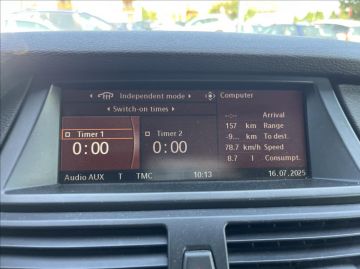 Independent mode
Switch-on times
Timer 1
0:00
Timer 2
0:00
Computer
--:-- Arrival
157 km Range
-9... km To dest.
78.7 km/h Speed
8.7 l Consumpt.
Audio AUX T TMC 10:13 16.07.2025